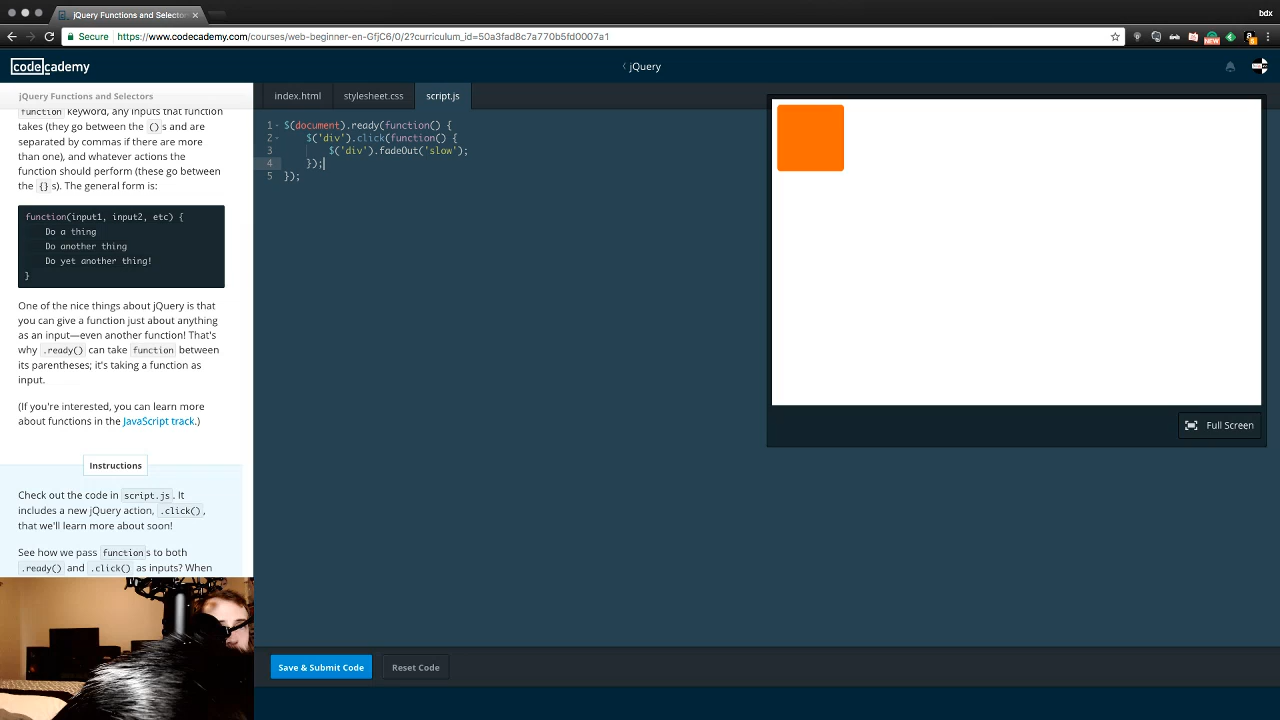 jQuery Functions and Selector
bdx
Secure
https://www.codecademy.com/courses/web-beginner-en-GfjC6/0/2?curriculum_id=50a3fad8c7a770b5fd0007a1
NEW
codecademy
jQuery
jQuery Functions and Selectors
function keyword, any inputs that function
takes (they go between the ()s and are
separated by commas if there are more
than one), and whatever actions the
function should perform (these go between
the {}s). The general form is:
function(input1, input2, etc) {
Do a thing
Do another thing
Do yet another thing!
}
One of the nice things about jQuery is that
you can give a function just about anything
as an input—even another function! That's
why .ready() can take function between
its parentheses; it's taking a function as
input.
(If you're interested, you can learn more
about functions in the JavaScript track.)
Instructions
Check out the code in script.js. It
includes a new jQuery action, .click(),
that we'll learn more about soon!
See how we pass functions to both
.ready() and .click() as inputs? When
index.html
stylesheet.css
script.js
1 $(document).ready(function() {
2 $('div').click(function() {
3 $('div').fadeOut('slow');
4 });
5 });
Full Screen
Save & Submit Code
Reset Code